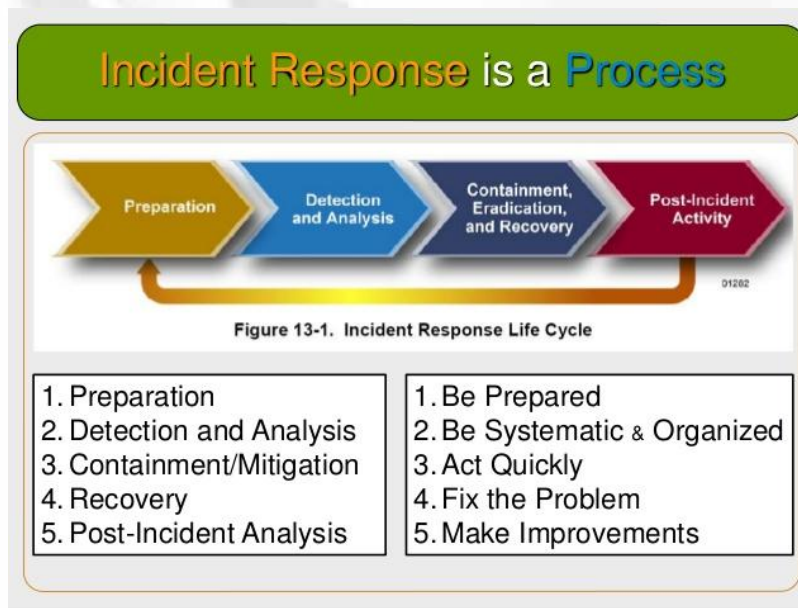 Incident Response is a Process
Preparation
Detection
and Analysis
Containment,
Eradication,
and Recovery
Post-Incident
Activity
01282
Figure 13-1. Incident Response Life Cycle
1. Preparation
2. Detection and Analysis
3. Containment/Mitigation
4. Recovery
5. Post-Incident Analysis
1. Be Prepared
2. Be Systematic & Organized
3. Act Quickly
4. Fix the Problem
5. Make Improvements